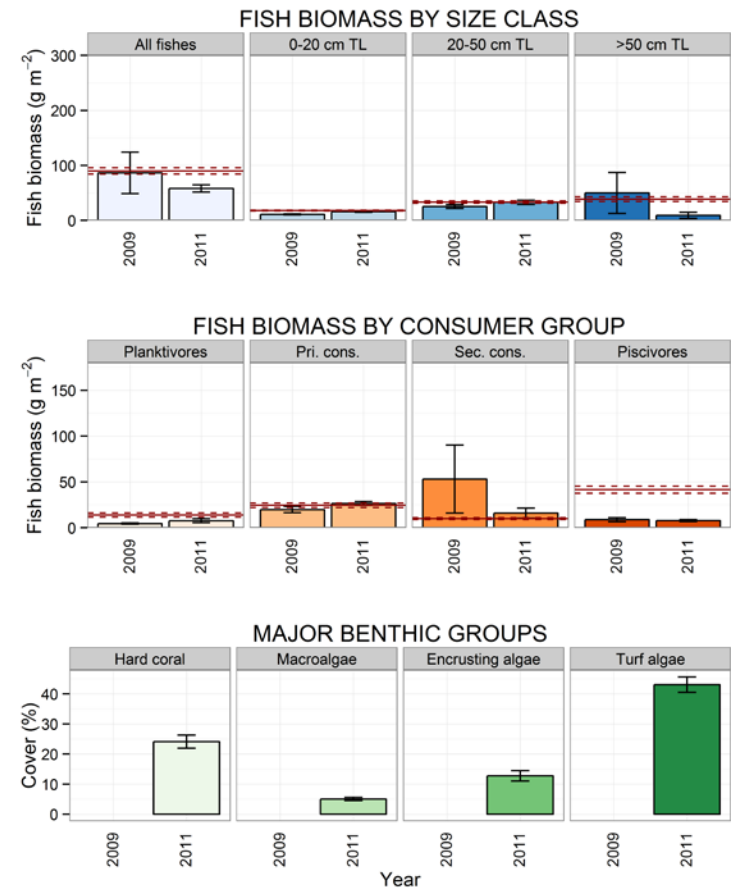 FISH BIOMASS BY SIZE CLASS
All fishes 0-20 cm TL 20-50 cm TL >50 cm TL
Fish biomass (g m⁻²)
300
200
100
0
2009 2011 2009 2011 2009 2011 2009 2011
FISH BIOMASS BY CONSUMER GROUP
Planktivores Pri. cons. Sec. cons. Piscivores
Fish biomass (g m⁻²)
150
100
50
0
2009 2011 2009 2011 2009 2011 2009 2011
MAJOR BENTHIC GROUPS
Hard coral Macroalgae Encrusting algae Turf algae
Cover (%)
40
30
20
10
0
2009 2011 2009 2011 2009 2011 2009 2011
Year